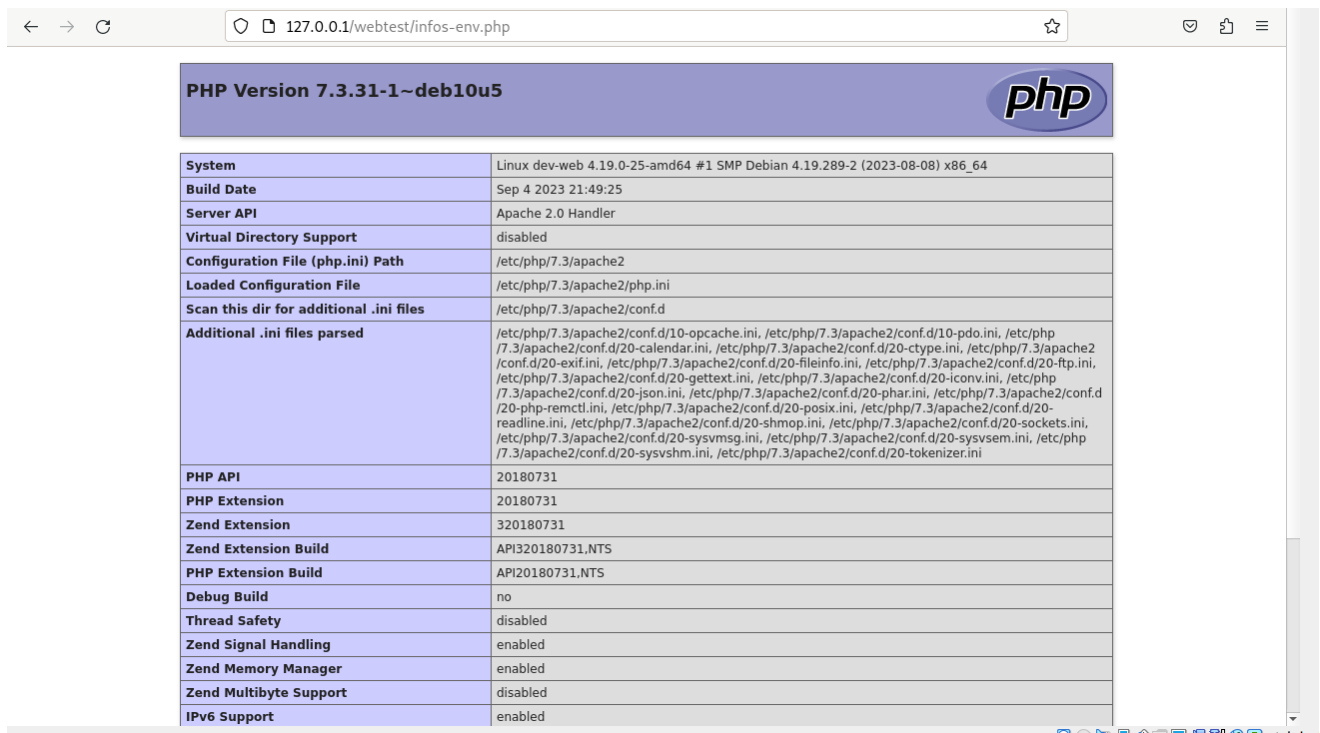 127.0.0.1/webtest/infos-env.php
PHP Version 7.3.31-1~deb10u5
php
System Linux dev-web 4.19.0-25-amd64 #1 SMP Debian 4.19.289-2 (2023-08-08) x86_64
Build Date Sep 4 2023 21:49:25
Server API Apache 2.0 Handler
Virtual Directory Support disabled
Configuration File (php.ini) Path /etc/php/7.3/apache2
Loaded Configuration File /etc/php/7.3/apache2/php.ini
Scan this dir for additional .ini files /etc/php/7.3/apache2/conf.d
Additional .ini files parsed /etc/php/7.3/apache2/conf.d/10-opcache.ini, /etc/php/7.3/apache2/conf.d/10-pdo.ini, /etc/php
/7.3/apache2/conf.d/20-calendar.ini, /etc/php/7.3/apache2/conf.d/20-ctype.ini, /etc/php/7.3/apache2
/conf.d/20-exif.ini, /etc/php/7.3/apache2/conf.d/20-fileinfo.ini, /etc/php/7.3/apache2/conf.d/20-ftp.ini,
/etc/php/7.3/apache2/conf.d/20-gettext.ini, /etc/php/7.3/apache2/conf.d/20-iconv.ini, /etc/php
/7.3/apache2/conf.d/20-json.ini, /etc/php/7.3/apache2/conf.d/20-phar.ini, /etc/php/7.3/apache2/conf.d
/20-php-remctl.ini, /etc/php/7.3/apache2/conf.d/20-posix.ini, /etc/php/7.3/apache2/conf.d/20-
readline.ini, /etc/php/7.3/apache2/conf.d/20-shmop.ini, /etc/php/7.3/apache2/conf.d/20-sockets.ini,
/etc/php/7.3/apache2/conf.d/20-sysvmsg.ini, /etc/php/7.3/apache2/conf.d/20-sysvsem.ini, /etc/php
/7.3/apache2/conf.d/20-sysvshm.ini, /etc/php/7.3/apache2/conf.d/20-tokenizer.ini
PHP API 20180731
PHP Extension 20180731
Zend Extension 320180731
Zend Extension Build API320180731,NTS
PHP Extension Build API20180731,NTS
Debug Build no
Thread Safety disabled
Zend Signal Handling enabled
Zend Memory Manager enabled
Zend Multibyte Support disabled
IPv6 Support enabled